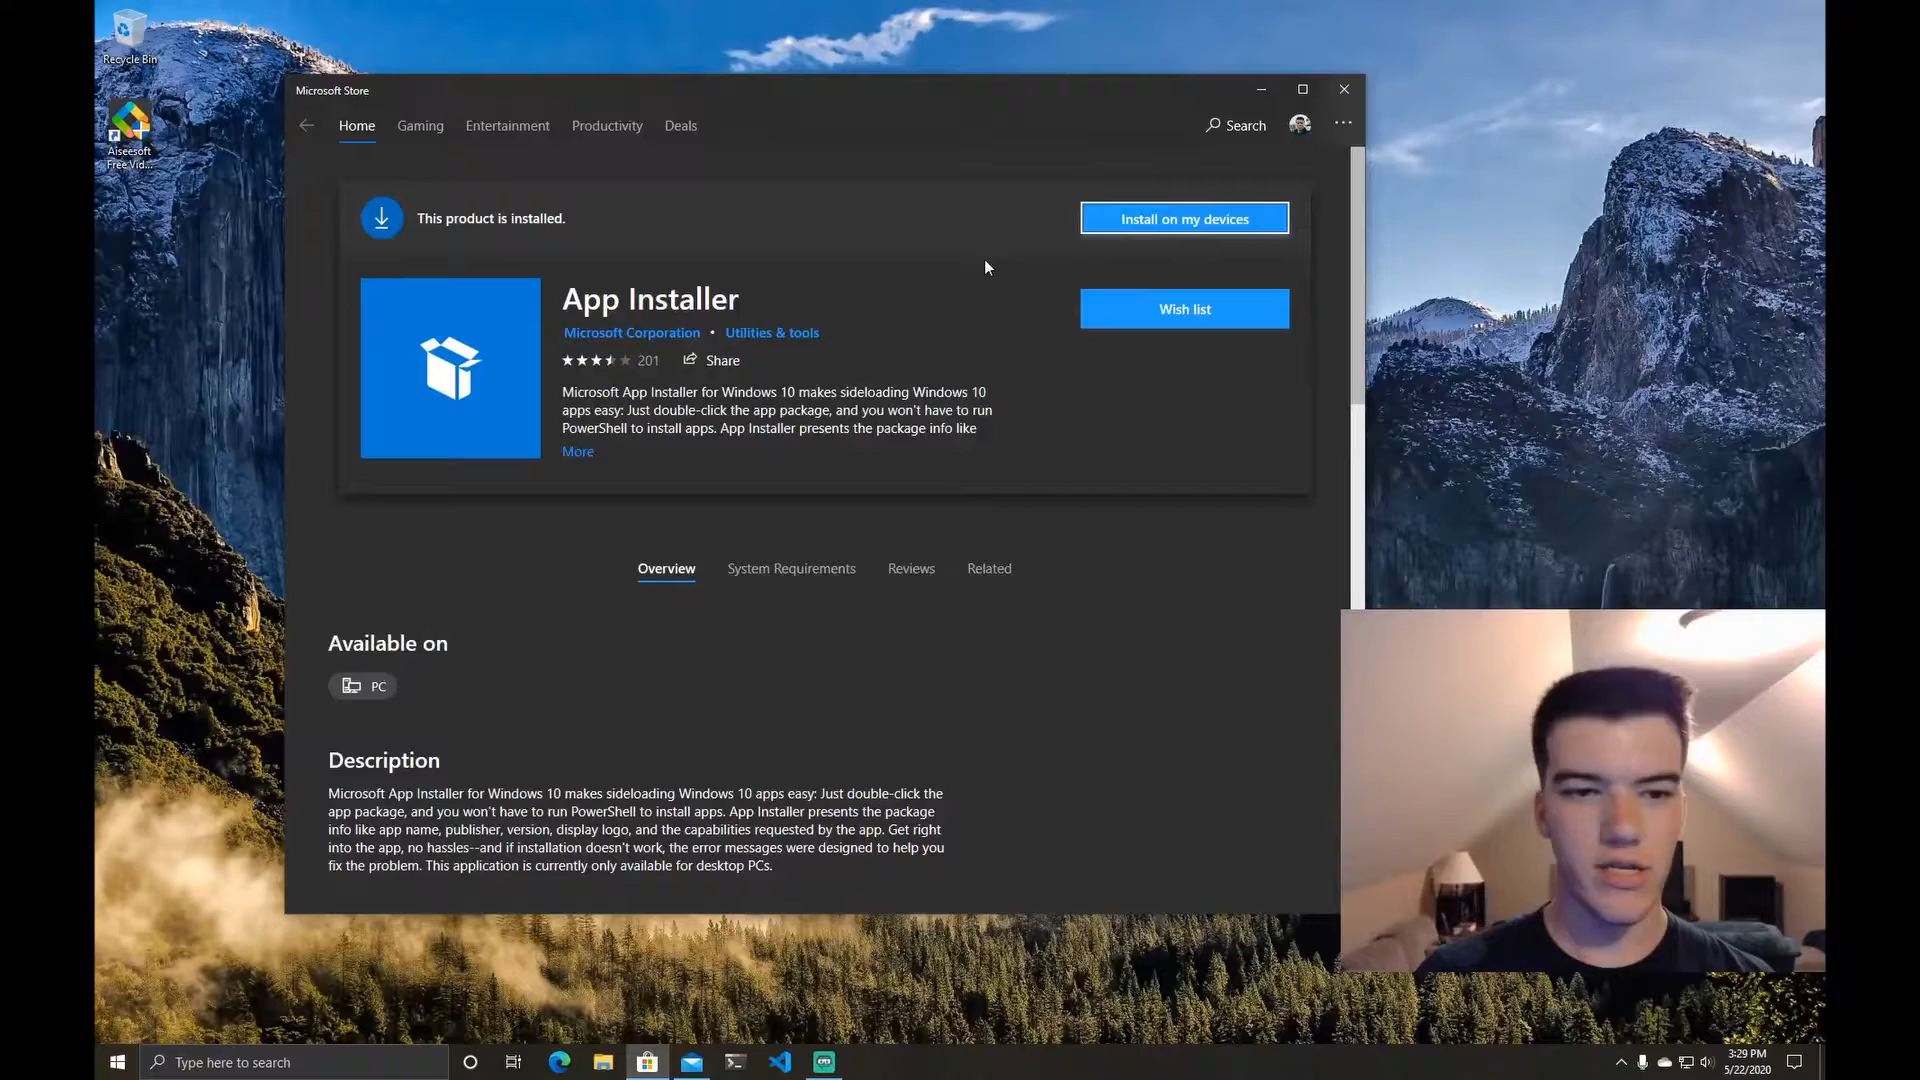 Recycle Bin
Aiseesoft
Free Vid...
Microsoft Store
Home Gaming Entertainment Productivity Deals
Search
This product is installed.
Install on my devices
App Installer
Wish list
Microsoft Corporation • Utilities & tools
201 Share
Microsoft App Installer for Windows 10 makes sideloading Windows 10
apps easy: Just double-click the app package, and you won't have to run
PowerShell to install apps. App Installer presents the package info like
More
Overview System Requirements Reviews Related
Available on
PC
Description
Microsoft App Installer for Windows 10 makes sideloading Windows 10 apps easy: Just double-click the
app package, and you won't have to run PowerShell to install apps. App Installer presents the package
info like app name, publisher, version, display logo, and the capabilities requested by the app. Get right
into the app, no hassles--and if installation doesn't work, the error messages were designed to help you
fix the problem. This application is currently only available for desktop PCs.
Type here to search
3:29 PM
5/22/2020